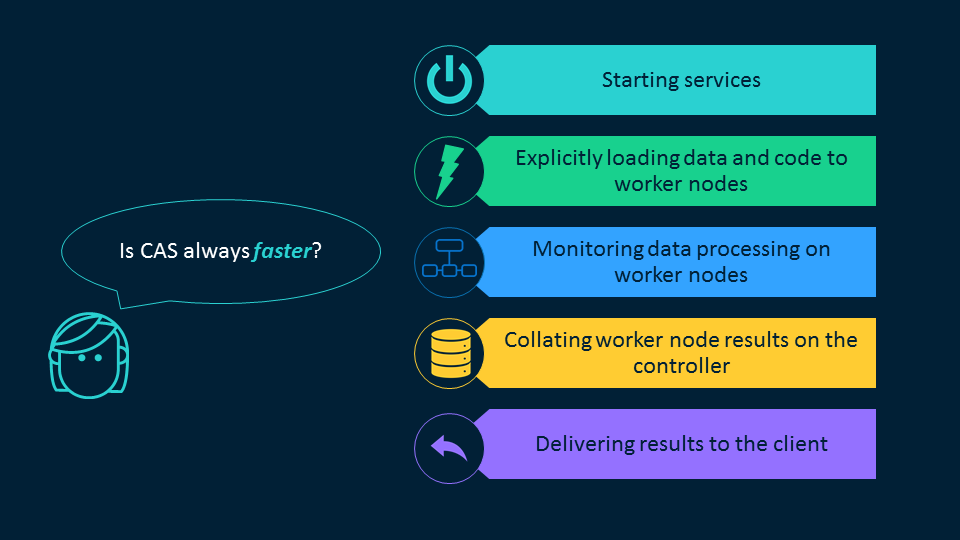 Is CAS always faster?
Starting services
Explicitly loading data and code to
worker nodes
Monitoring data processing on
worker nodes
Collating worker node results on the
controller
Delivering results to the client